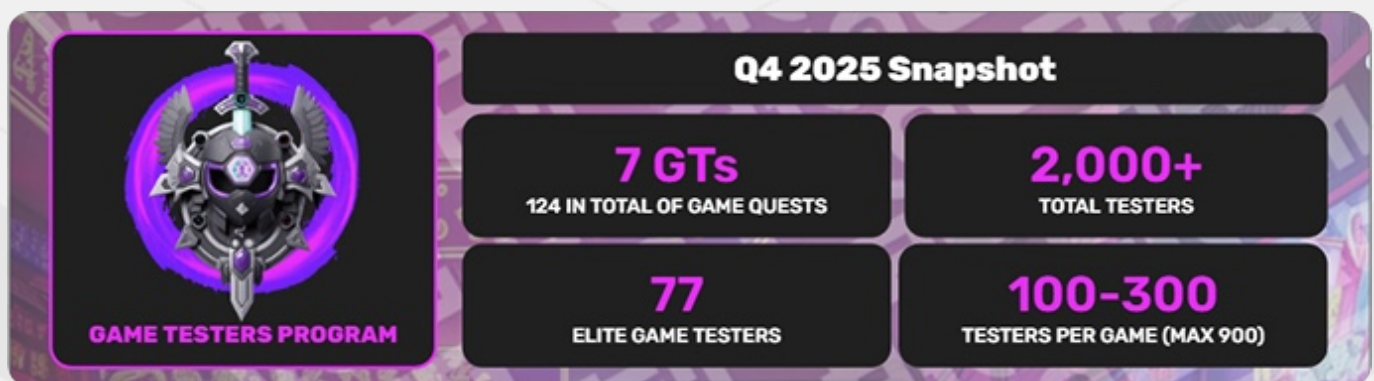 Q4 2025 Snapshot
7 GTs
124 IN TOTAL OF GAME QUESTS
2,000+
TOTAL TESTERS
77
ELITE GAME TESTERS
100-300
TESTERS PER GAME (MAX 900)
GAME TESTERS PROGRAM